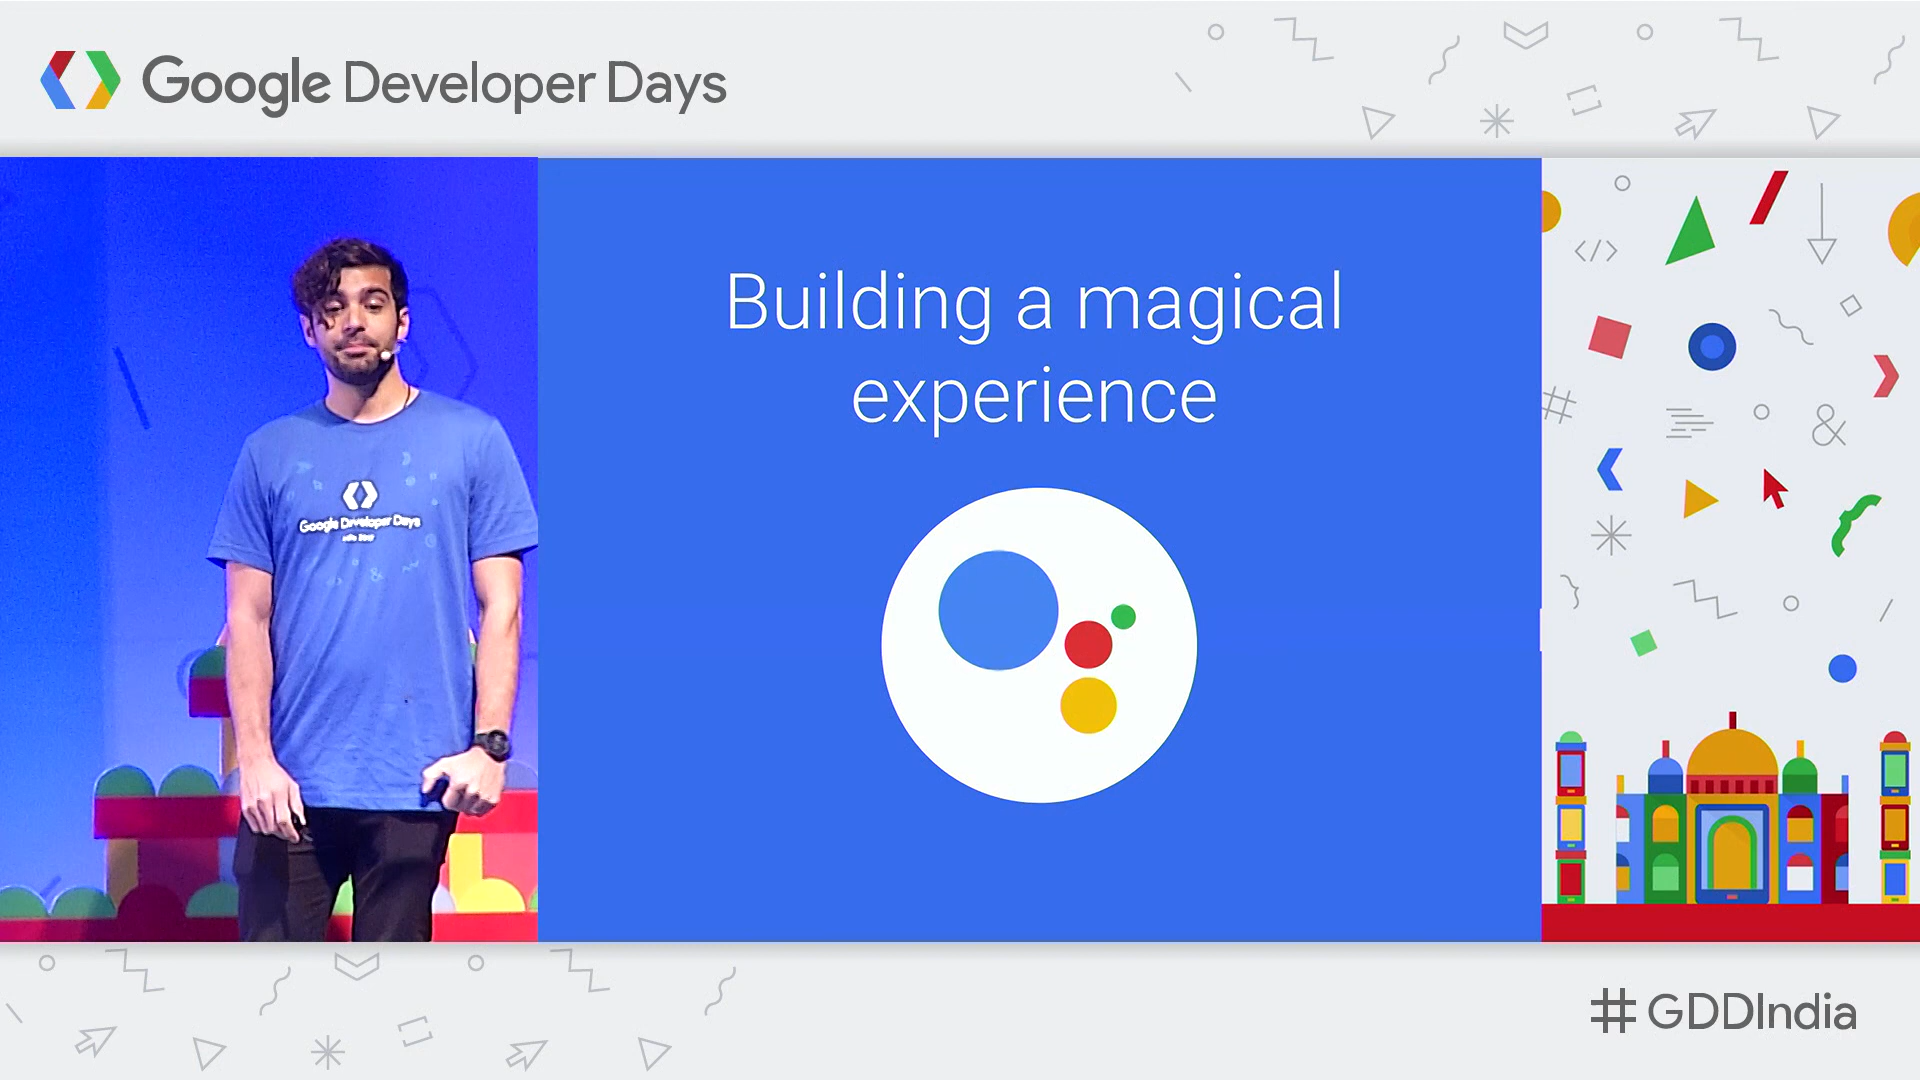 Google Developer Days
Building a magical
experience
Google Developer Days
</>
#
&
#GDDIndia